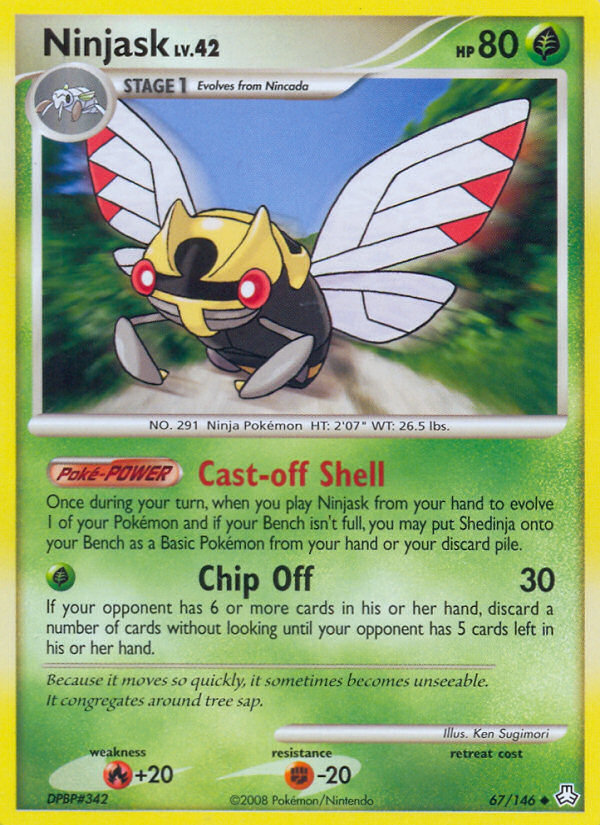 Ninjask LV.42 HP 80
STAGE 1 Evolves from Nincada
NO. 291 Ninja Pokémon HT: 2'07" WT: 26.5 lbs.
Poké-POWER Cast-off Shell
Once during your turn, when you play Ninjask from your hand to evolve
1 of your Pokémon and if your Bench isn't full, you may put Shedinja onto
your Bench as a Basic Pokémon from your hand or your discard pile.
Chip Off 30
If your opponent has 6 or more cards in his or her hand, discard a
number of cards without looking until your opponent has 5 cards left in
his or her hand.
Because it moves so quickly, it sometimes becomes unseeable.
It congregates around tree sap.
Illus. Ken Sugimori
weakness resistance retreat cost
+20 -20
DPBP#342 ©2008 Pokémon/Nintendo 67/146